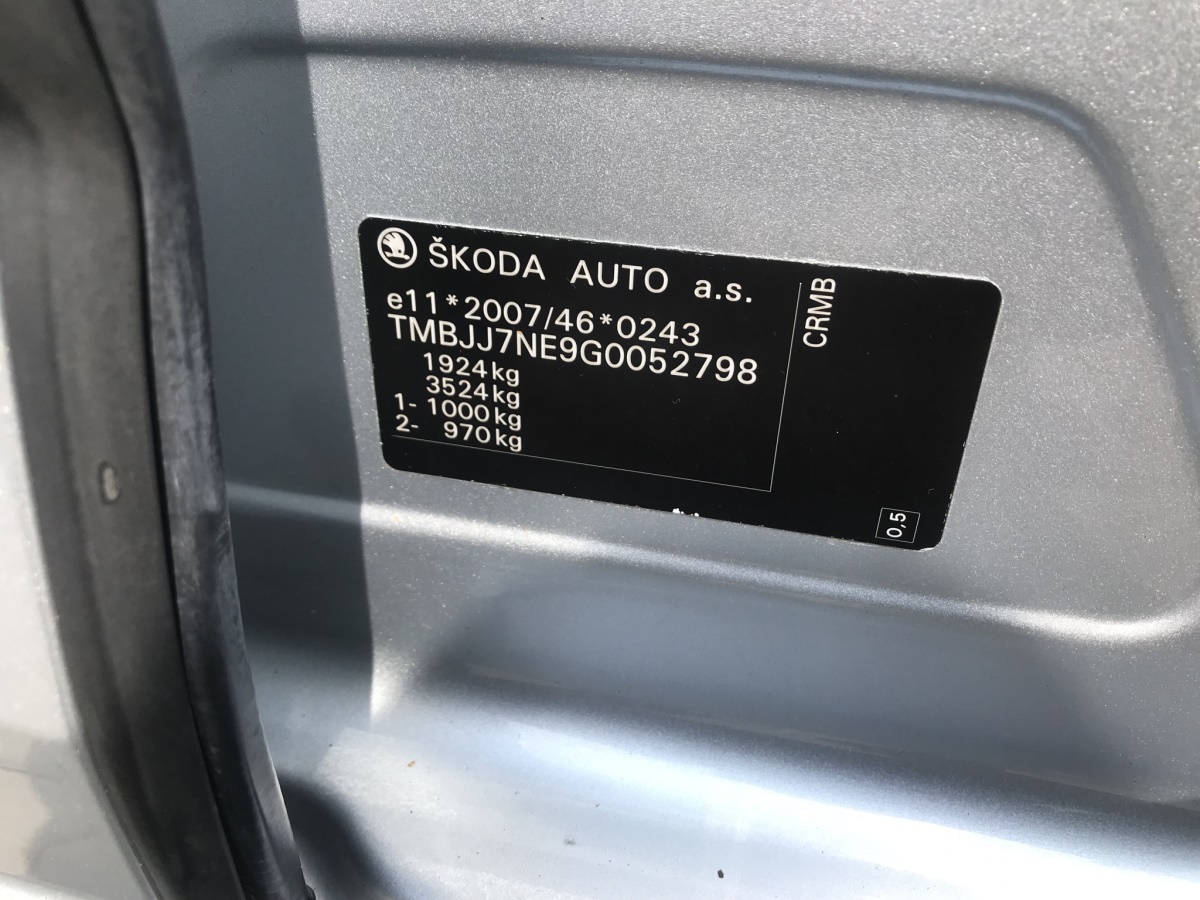 ŠKODA AUTO a.s.
e11*2007/46*0243
TMBJJ7NE9G0052798
1924kg
3524kg
1- 1000kg
2- 970kg
CRMB
0,5